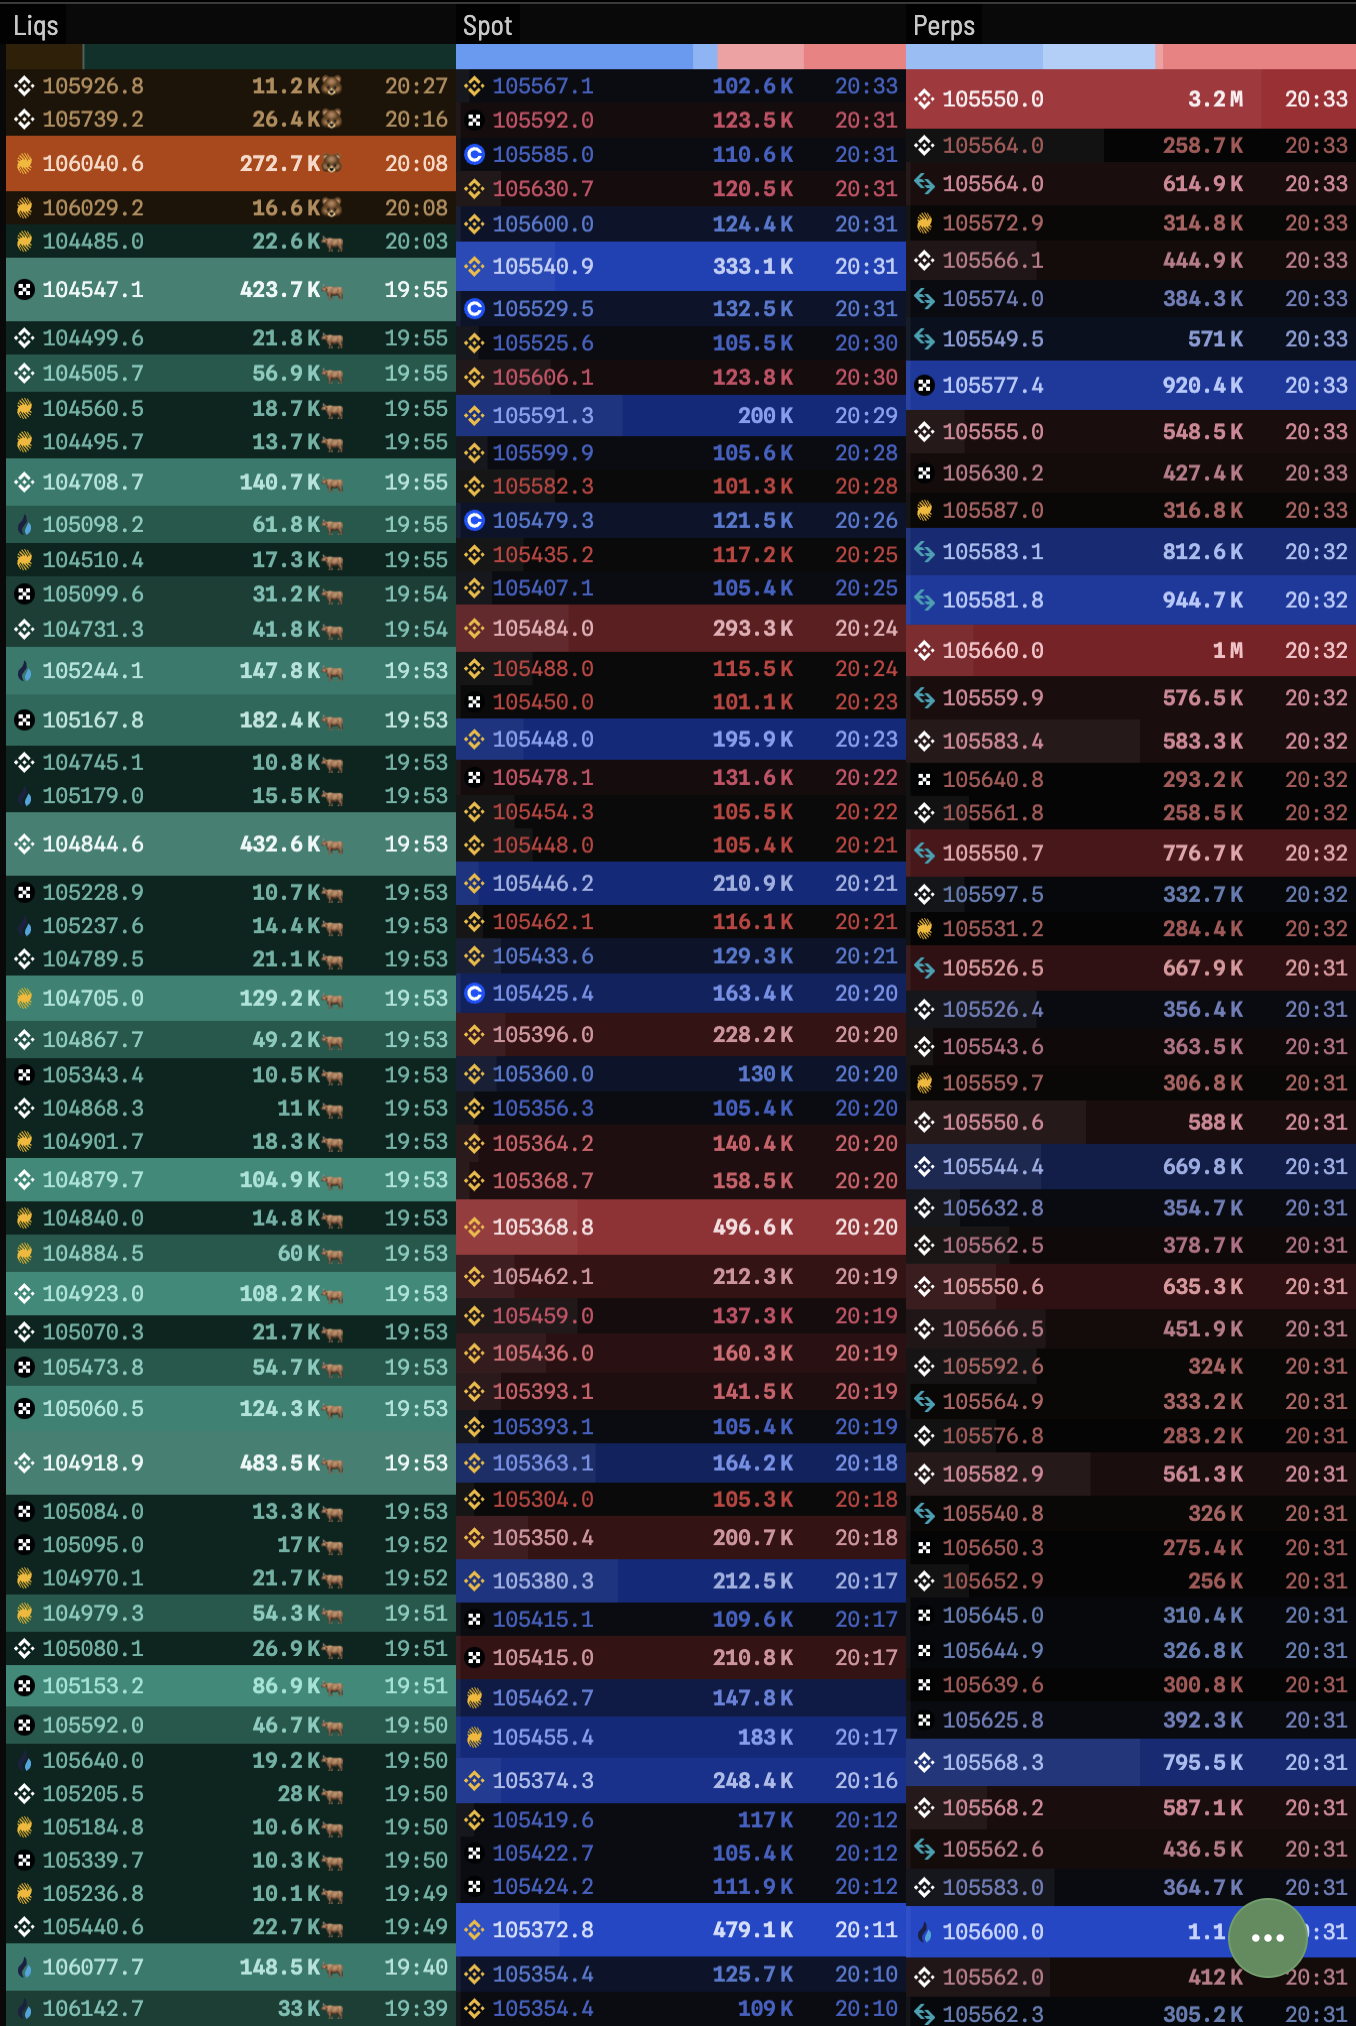 Liqs
105926.8 11.2K 20:27
105739.2 26.4K 20:16
106040.6 272.7K 20:08
106029.2 16.6K 20:08
104485.0 22.6K 20:03
104547.1 423.7K 19:55
104499.6 21.8K 19:55
104505.7 56.9K 19:55
104560.5 18.7K 19:55
104495.7 13.7K 19:55
104708.7 140.7K 19:55
105098.2 61.8K 19:55
104510.4 17.3K 19:55
105099.6 31.2K 19:54
104731.3 41.8K 19:54
105244.1 147.8K 19:53
105167.8 182.4K 19:53
104745.1 10.8K 19:53
105179.0 15.5K 19:53
104844.6 432.6K 19:53
105228.9 10.7K 19:53
105237.6 14.4K 19:53
104789.5 21.1K 19:53
104705.0 129.2K 19:53
104867.7 49.2K 19:53
105343.4 10.5K 19:53
104868.3 11K 19:53
104901.7 18.3K 19:53
104879.7 104.9K 19:53
104840.0 14.8K 19:53
104884.5 60K 19:53
104923.0 108.2K 19:53
105070.3 21.7K 19:53
105473.8 54.7K 19:53
105060.5 124.3K 19:53
104918.9 483.5K 19:53
105084.0 13.3K 19:53
105095.0 17K 19:52
104970.1 21.7K 19:52
104979.3 54.3K 19:51
105080.1 26.9K 19:51
105153.2 86.9K 19:51
105592.0 46.7K 19:50
105640.0 19.2K 19:50
105205.5 28K 19:50
105184.8 10.6K 19:50
105339.7 10.3K 19:50
105236.8 10.1K 19:49
105440.6 22.7K 19:49
106077.7 148.5K 19:40
106142.7 33K 19:39
Spot
105567.1 102.6K 20:33
105592.0 123.5K 20:31
105585.0 110.6K 20:31
105630.7 120.5K 20:31
105600.0 124.4K 20:31
105540.9 333.1K 20:31
105529.5 132.5K 20:31
105525.6 105.5K 20:30
105606.1 123.8K 20:30
105591.3 200K 20:29
105599.9 105.6K 20:28
105582.3 101.3K 20:28
105479.3 121.5K 20:26
105435.2 117.2K 20:25
105407.1 105.4K 20:25
105484.0 293.3K 20:24
105488.0 115.5K 20:24
105450.0 101.1K 20:23
105448.0 195.9K 20:23
105478.1 131.6K 20:22
105454.3 105.5K 20:22
105448.0 105.4K 20:21
105446.2 210.9K 20:21
105462.1 116.1K 20:21
105433.6 129.3K 20:21
105425.4 163.4K 20:20
105396.0 228.2K 20:20
105360.0 130K 20:20
105356.3 105.4K 20:20
105364.2 140.4K 20:20
105368.7 158.5K 20:20
105368.8 496.6K 20:20
105462.1 212.3K 20:19
105459.0 137.3K 20:19
105436.0 160.3K 20:19
105393.1 141.5K 20:19
105393.1 105.4K 20:19
105363.1 164.2K 20:18
105304.0 105.3K 20:18
105350.4 200.7K 20:18
105380.3 212.5K 20:17
105415.1 109.6K 20:17
105415.0 210.8K 20:17
105462.7 147.8K
105455.4 183K 20:17
105374.3 248.4K 20:16
105419.6 117K 20:12
105422.7 105.4K 20:12
105424.2 111.9K 20:12
105372.8 479.1K 20:11
105354.4 125.7K 20:10
105354.4 109K 20:10
Perps
105550.0 3.2M 20:33
105564.0 258.7K 20:33
105564.0 614.9K 20:33
105572.9 314.8K 20:33
105566.1 444.9K 20:33
105574.0 384.3K 20:33
105549.5 571K 20:33
105577.4 920.4K 20:33
105555.0 548.5K 20:33
105630.2 427.4K 20:33
105587.0 316.8K 20:33
105583.1 812.6K 20:32
105581.8 944.7K 20:32
105660.0 1M 20:32
105559.9 576.5K 20:32
105583.4 583.3K 20:32
105640.8 293.2K 20:32
105561.8 258.5K 20:32
105550.7 776.7K 20:32
105597.5 332.7K 20:32
105531.2 284.4K 20:32
105526.5 667.9K 20:31
105526.4 356.4K 20:31
105543.6 363.5K 20:31
105559.7 306.8K 20:31
105550.6 588K 20:31
105544.4 669.8K 20:31
105632.8 354.7K 20:31
105562.5 378.7K 20:31
105550.6 635.3K 20:31
105666.5 451.9K 20:31
105592.6 324K 20:31
105564.9 333.2K 20:31
105576.8 283.2K 20:31
105582.9 561.3K 20:31
105540.8 326K 20:31
105650.3 275.4K 20:31
105652.9 256K 20:31
105645.0 310.4K 20:31
105644.9 326.8K 20:31
105639.6 300.8K 20:31
105625.8 392.3K 20:31
105568.3 795.5K 20:31
105568.2 587.1K 20:31
105562.6 436.5K 20:31
105583.0 364.7K 20:31
105600.0 1.1 :31
105562.0 412K 20:31
105562.3 305.2K 20:31